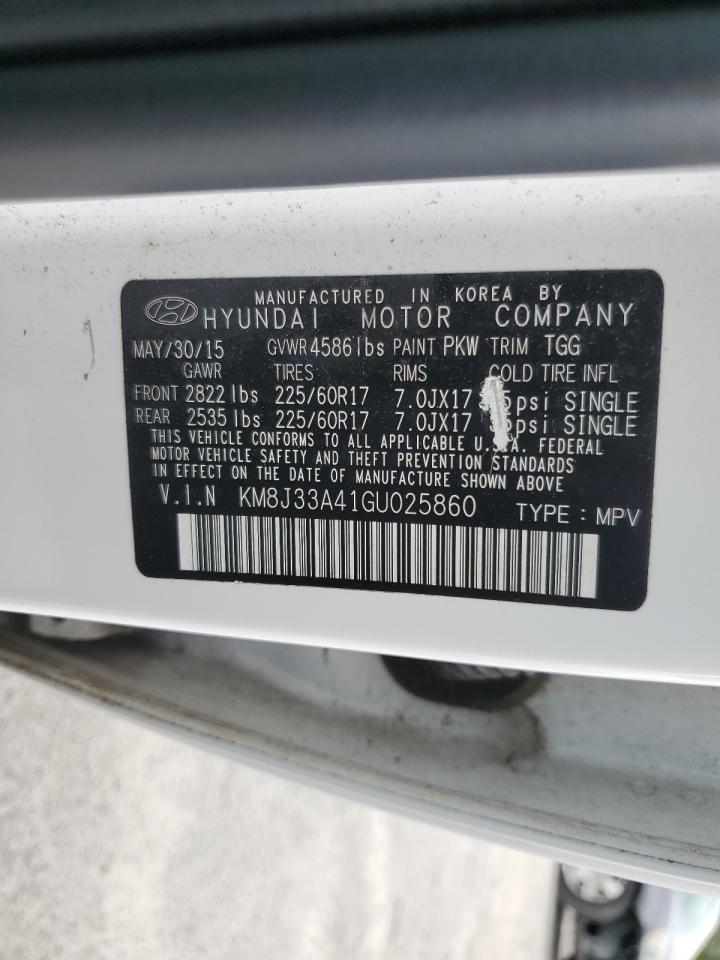 MANUFACTURED IN KOREA BY
HYUNDAI MOTOR COMPANY
MAY/30/15 GVWR 4586 lbs PAINT PKW TRIM TGG
GAWR TIRES RIMS COLD TIRE INFL
FRONT 2822 lbs 225/60R17 7.0JX17 psi SINGLE
REAR 2535 lbs 225/60R17 7.0JX17 psi SINGLE
THIS VEHICLE CONFORMS TO ALL APPLICABLE U.S.A. FEDERAL
MOTOR VEHICLE SAFETY AND THEFT PREVENTION STANDARDS
IN EFFECT ON THE DATE OF MANUFACTURE SHOWN ABOVE.
V.I.N KM8J33A41GU025860 TYPE : MPV